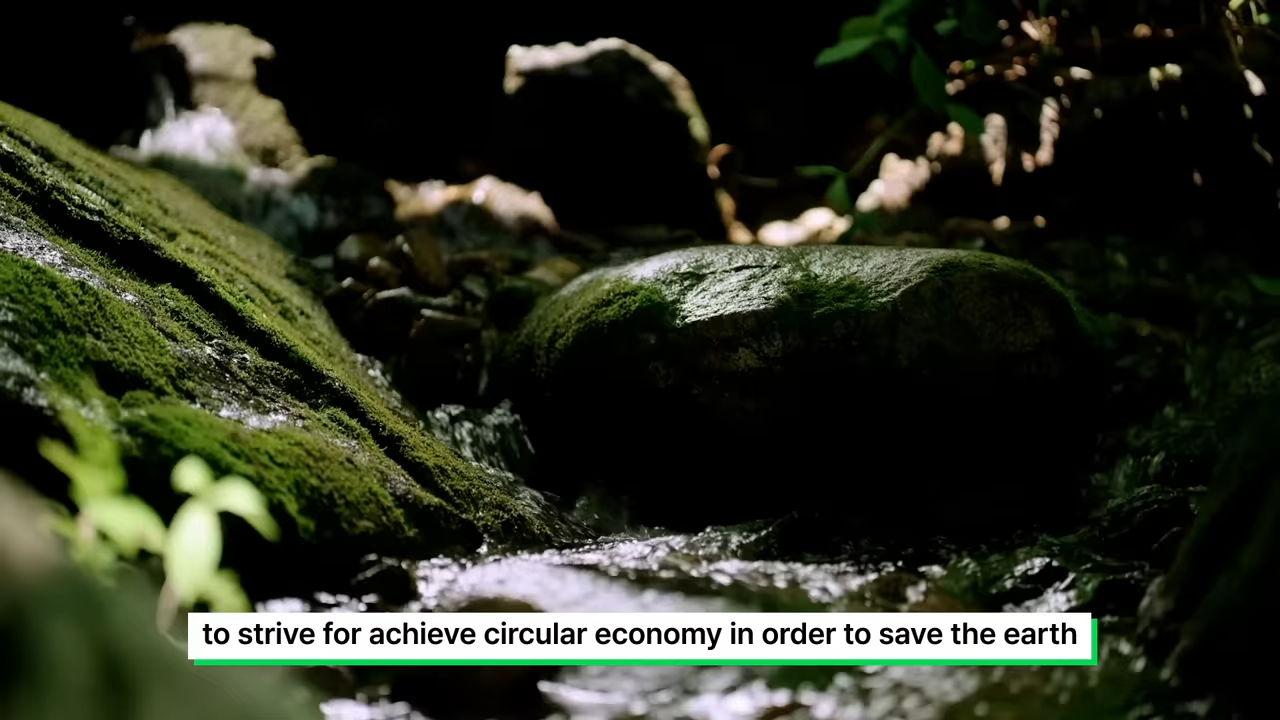 to strive for achieve circular economy in order to save the earth